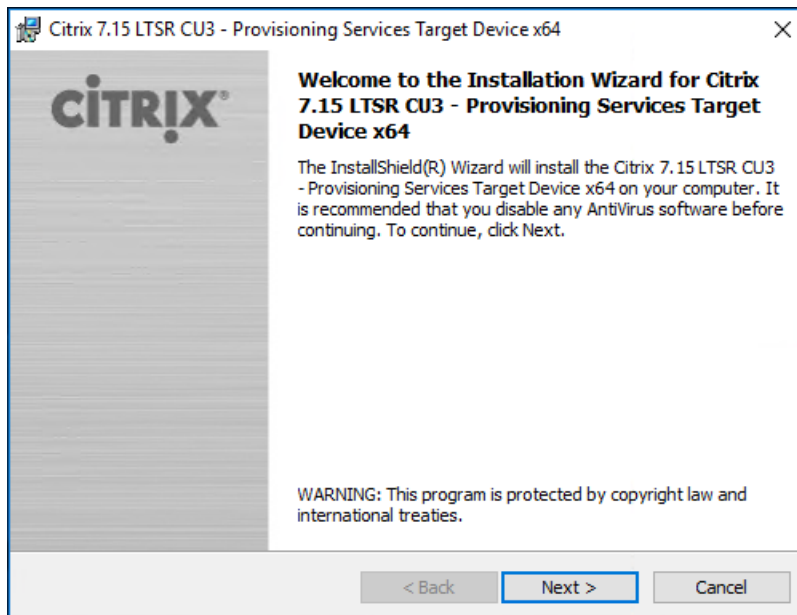 Citrix 7.15 LTSR CU3 - Provisioning Services Target Device x64
CİTRIX®
Welcome to the Installation Wizard for Citrix
7.15 LTSR CU3 - Provisioning Services Target
Device x64
The InstallShield(R) Wizard will install the Citrix 7.15 LTSR CU3
- Provisioning Services Target Device x64 on your computer. It
is recommended that you disable any AntiVirus software before
continuing. To continue, click Next.
WARNING: This program is protected by copyright law and
international treaties.
< Back Next > Cancel